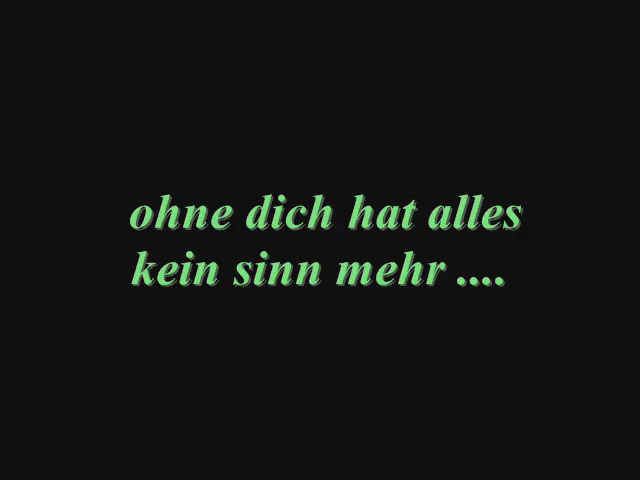 ohne dich hat alles
kein sinn mehr ....